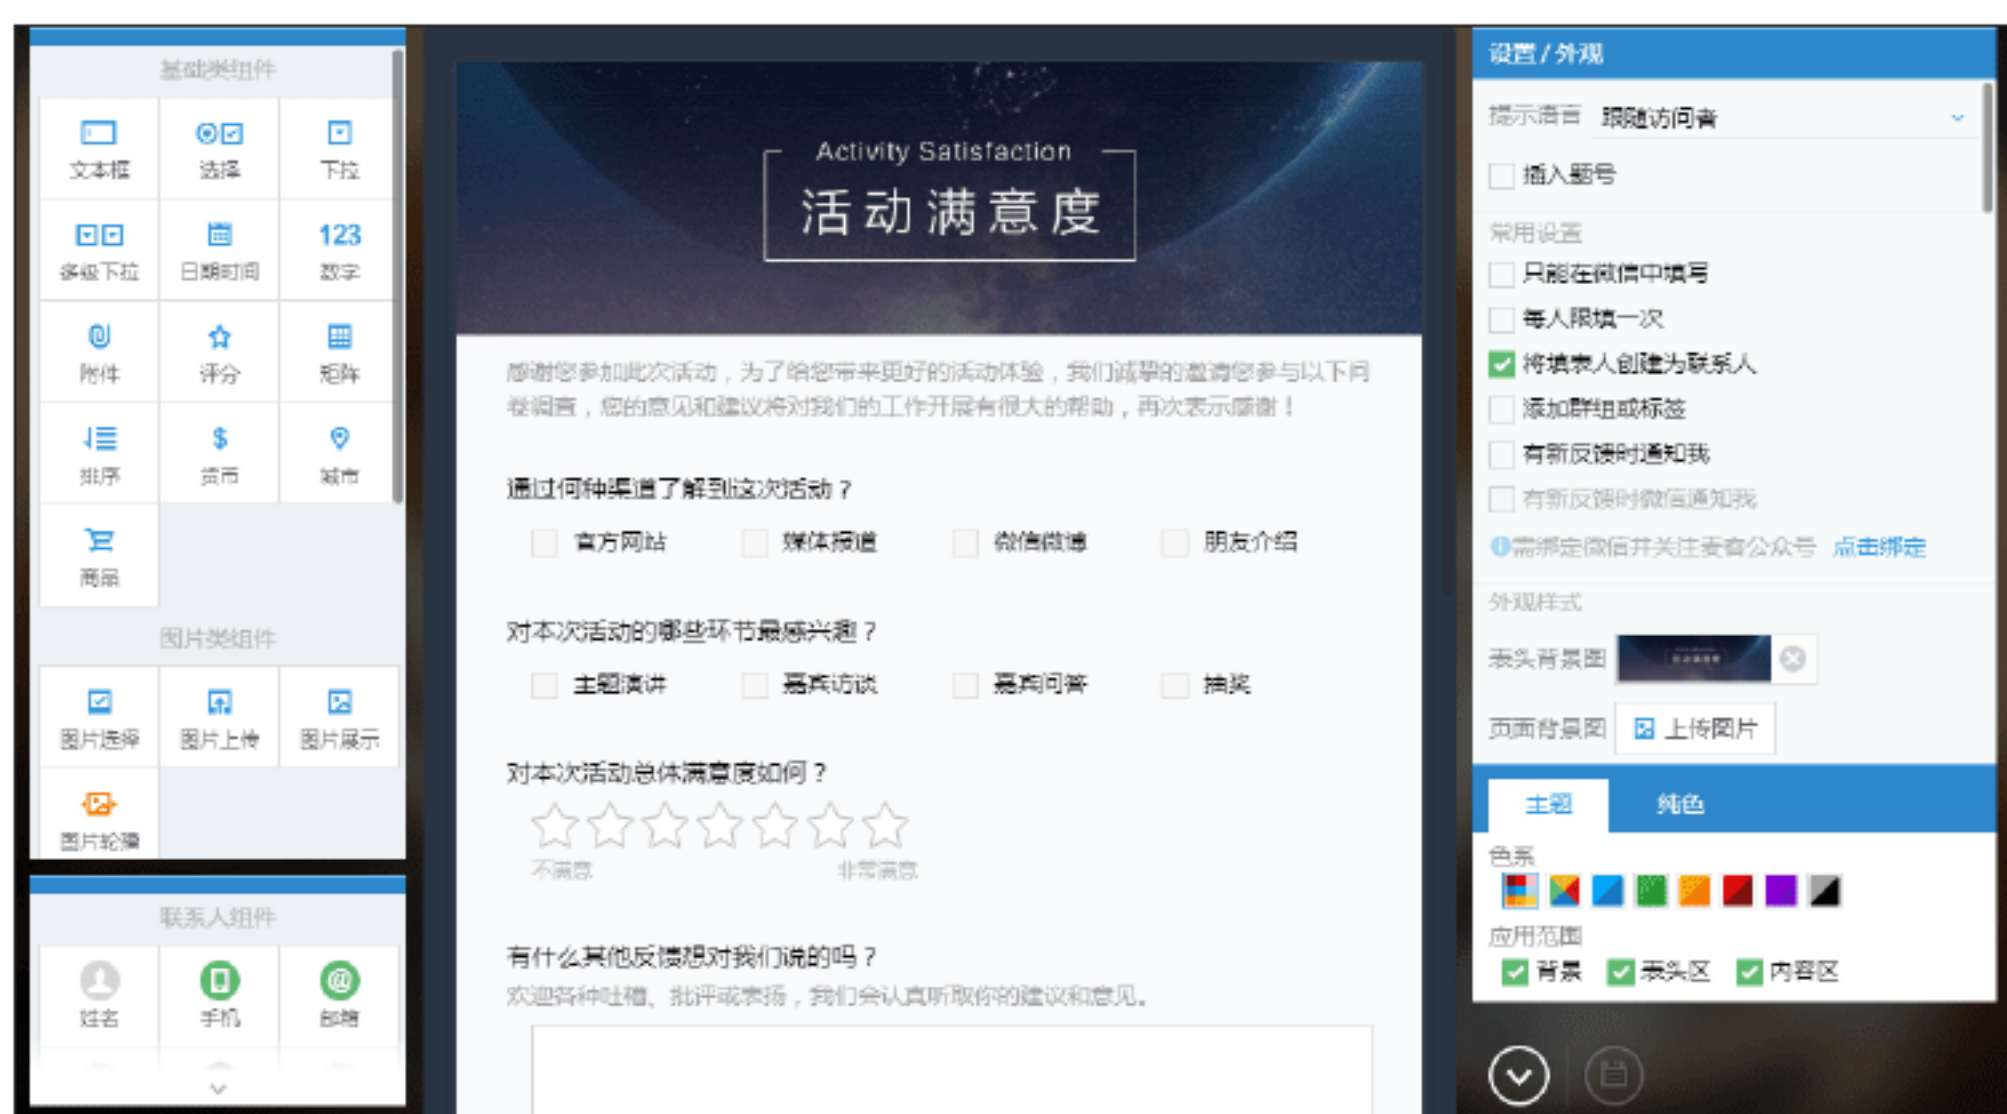 基础类组件
文本框 选择 下拉
多级下拉 日期时间 123 数字
附件 评分 矩阵
排序 $ 货币 城市
商品
图片类组件
图片选择 图片上传 图片展示
图片轮播
联系人组件
姓名 手机 @ 邮箱
Activity Satisfaction
活动满意度
感谢您参加此次活动，为了给您带来更好的活动体验，我们诚挚的邀请您参与以下问
卷调查，您的意见和建议将对我们的工作开展有很大的帮助，再次表示感谢！
通过何种渠道了解到这次活动？
官方网站 媒体报道 微信微博 朋友介绍
对本次活动的哪些环节最感兴趣？
主题演讲 嘉宾访谈 嘉宾问答 抽奖
对本次活动总体满意度如何？
不满意 非常满意
有什么其他反馈想对我们说的吗？
欢迎各种吐槽、批评或表扬，我们会认真听取你的建议和意见。
设置 / 外观
提示语言 跟随访问者
插入题号
常用设置
只能在微信中填写
每人限填一次
将填表人创建为联系人
添加群组或标签
有新反馈时通知我
有新反馈时微信通知我
需绑定微信并关注麦客公众号 点击绑定
外观样式
表头背景图 活动满意度
页面背景图 上传图片
主题 纯色
色系
应用范围
背景 表头区 内容区